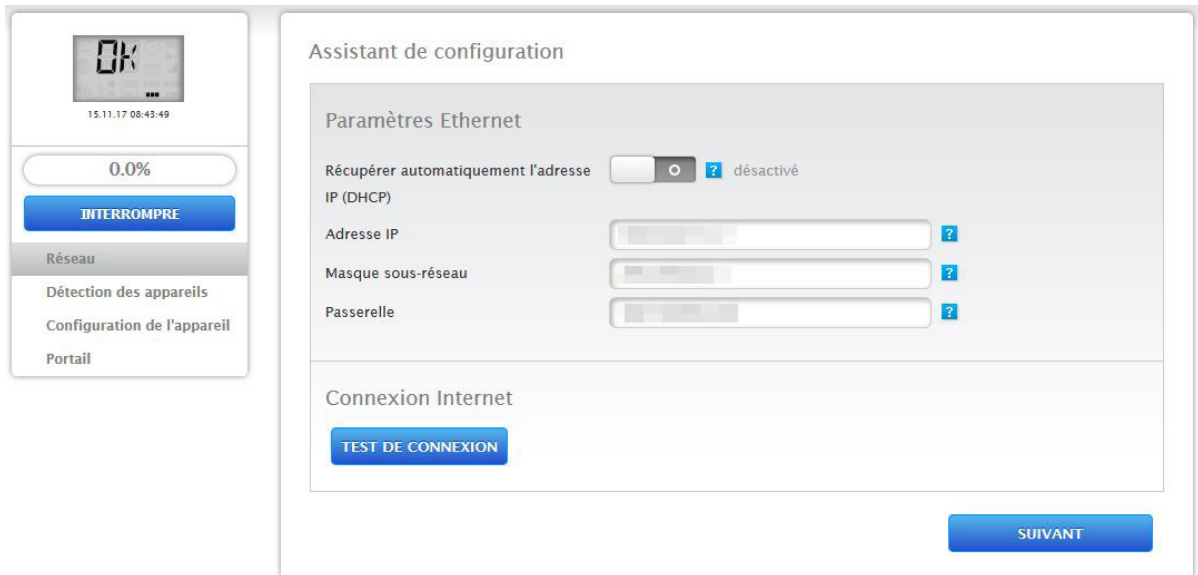 OK
15.11.17 08:43:49
0.0%
INTERROMPRE
Réseau
Détection des appareils
Configuration de l'appareil
Portail
Assistant de configuration
Paramètres Ethernet
Récupérer automatiquement l'adresse
IP (DHCP)
? désactivé
Adresse IP
?
Masque sous-réseau
?
Passerelle
?
Connexion Internet
TEST DE CONNEXION
SUIVANT